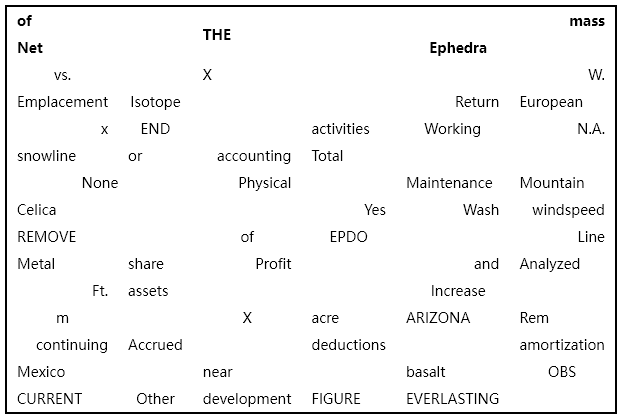 of Net THE Ephedra mass
vs. X W.
Emplacement Isotope Return European
x END activities Working N.A.
snowline or accounting Total
None Physical Maintenance Mountain
Celica Yes Wash windspeed
REMOVE of EPDO Line
Metal share Profit and Analyzed
Ft. assets Increase
m X acre ARIZONA Rem
continuing Accrued deductions amortization
Mexico near basalt OBS
CURRENT Other development FIGURE EVERLASTING